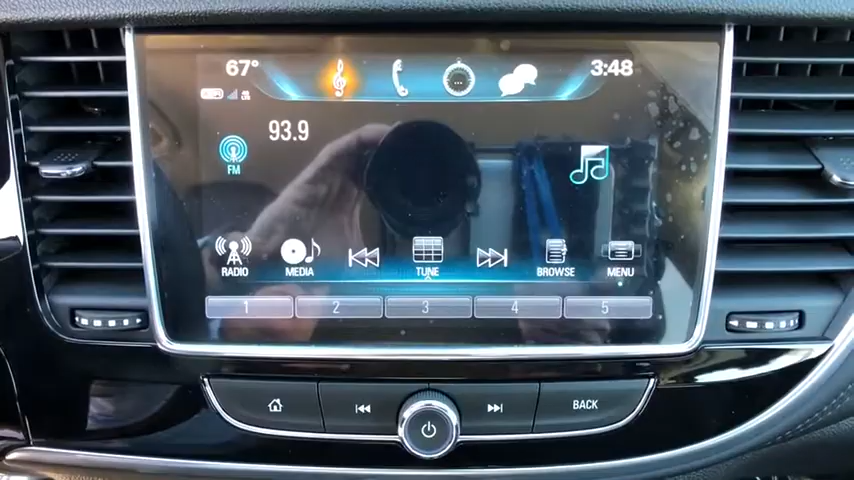 67° 3:48
93.9
FM
RADIO MEDIA TUNE BROWSE MENU
1 2 3 4 5
BACK